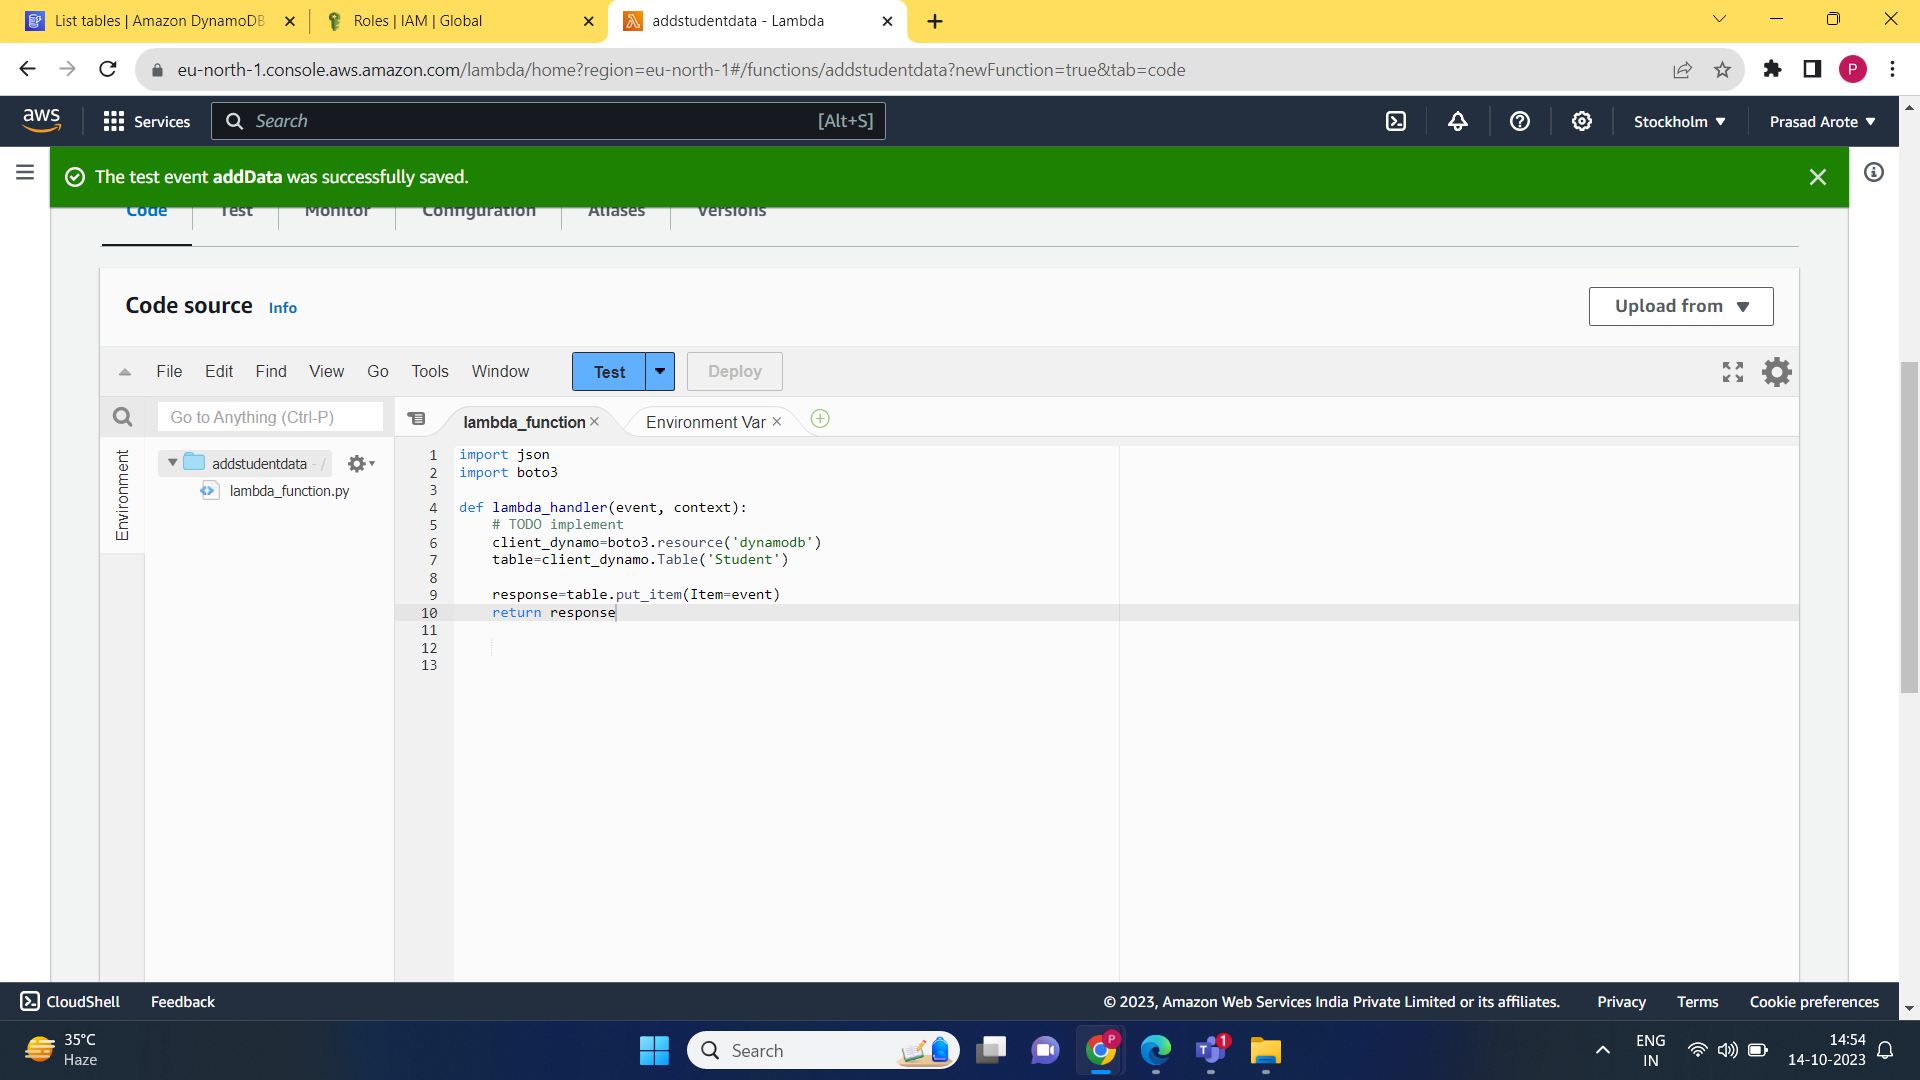 List tables | Amazon DynamoDB
Roles | IAM | Global
addstudentdata - Lambda
eu-north-1.console.aws.amazon.com/lambda/home?region=eu-north-1#/functions/addstudentdata?newFunction=true&tab=code
P
aws
Services
Search
[Alt+S]
Stockholm
Prasad Arote
The test event addData was successfully saved.
Code
Test
Monitor
Configuration
Aliases
Versions
Code source Info
Upload from
File Edit Find View Go Tools Window
Test
Deploy
Go to Anything (Ctrl-P)
lambda_function
Environment Var
Environment
addstudentdata - /
lambda_function.py
1 import json
2 import boto3
3
4 def lambda_handler(event, context):
5 # TODO implement
6 client_dynamo=boto3.resource('dynamodb')
7 table=client_dynamo.Table('Student')
8
9 response=table.put_item(Item=event)
10 return response
11
12
13
CloudShell
Feedback
© 2023, Amazon Web Services India Private Limited or its affiliates.
Privacy
Terms
Cookie preferences
35°C
Haze
Search
P
1
ENG
IN
14:54
14-10-2023